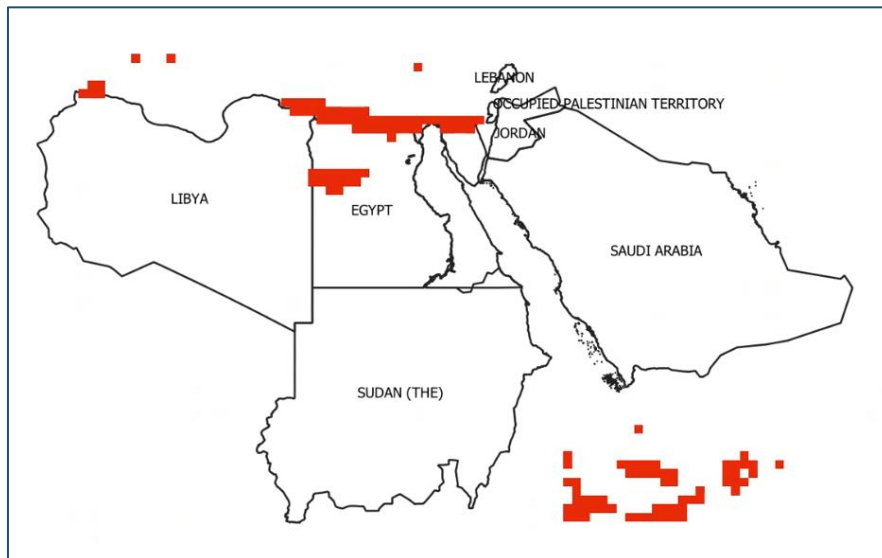 LEBANON
OCCUPIED PALESTINIAN TERRITORY
JORDAN
LIBYA
EGYPT
SAUDI ARABIA
SUDAN (THE)